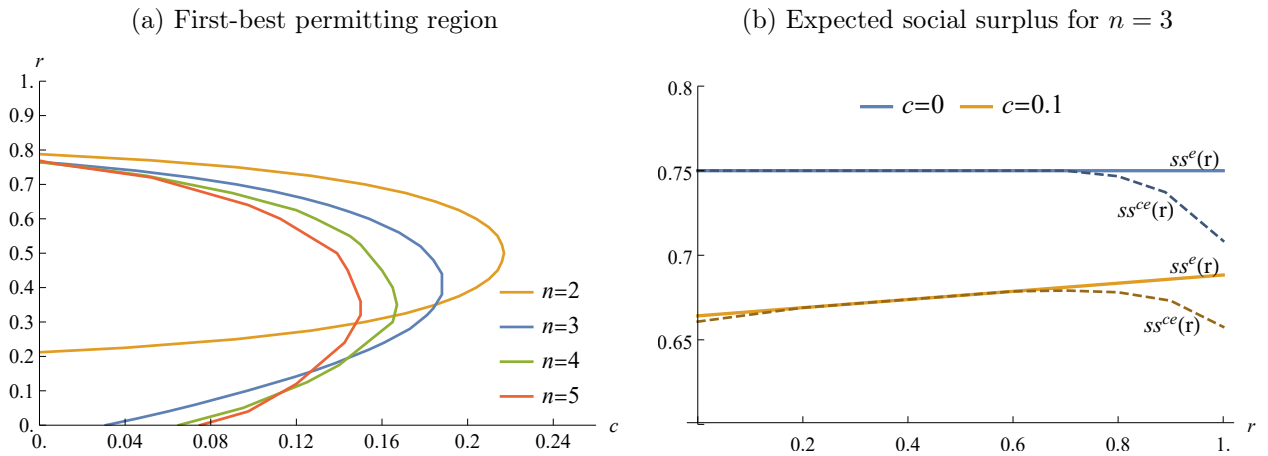 (a) First-best permitting region
r
1.
0.9
0.8
0.7
0.6
0.5
0.4
0.3
0.2
0.1
0.
0.
0.04
0.08
0.12
0.16
0.2
0.24
c
n=2
n=3
n=4
n=5
(b) Expected social surplus for n = 3
0.8
0.75
0.7
0.65
c=0
c=0.1
ss^e(r)
ss^ce(r)
ss^e(r)
ss^ce(r)
0.2
0.4
0.6
0.8
1.
r